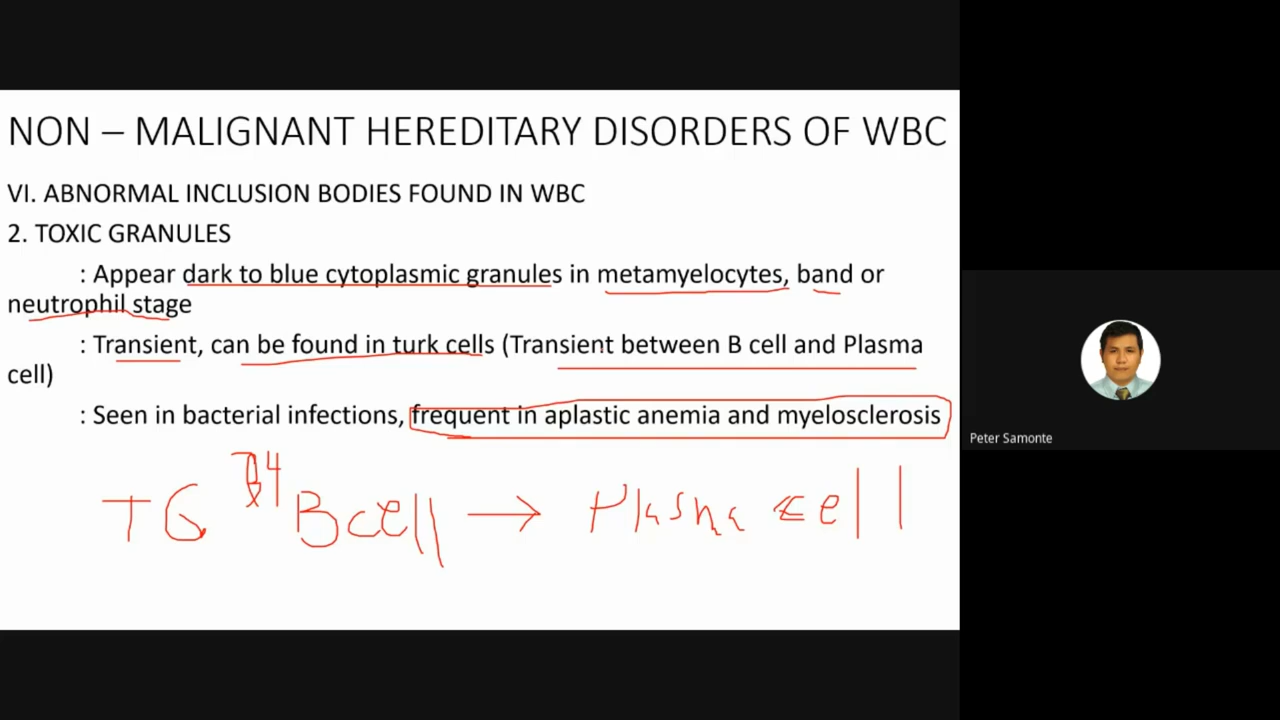 NON – MALIGNANT HEREDITARY DISORDERS OF WBC
VI. ABNORMAL INCLUSION BODIES FOUND IN WBC
2. TOXIC GRANULES
: Appear dark to blue cytoplasmic granules in metamyelocytes, band or
neutrophil stage
: Transient, can be found in turk cells (Transient between B cell and Plasma
cell)
: Seen in bacterial infections, frequent in aplastic anemia and myelosclerosis
TG B cell → Plasma cell
Peter Samonte